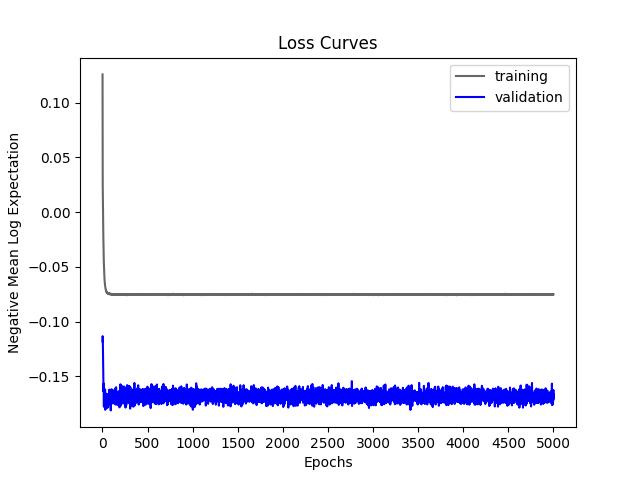 Loss Curves
training
validation
Negative Mean Log Expectation
0.10
0.05
0.00
−0.05
−0.10
−0.15
0 500 1000 1500 2000 2500 3000 3500 4000 4500 5000
Epochs